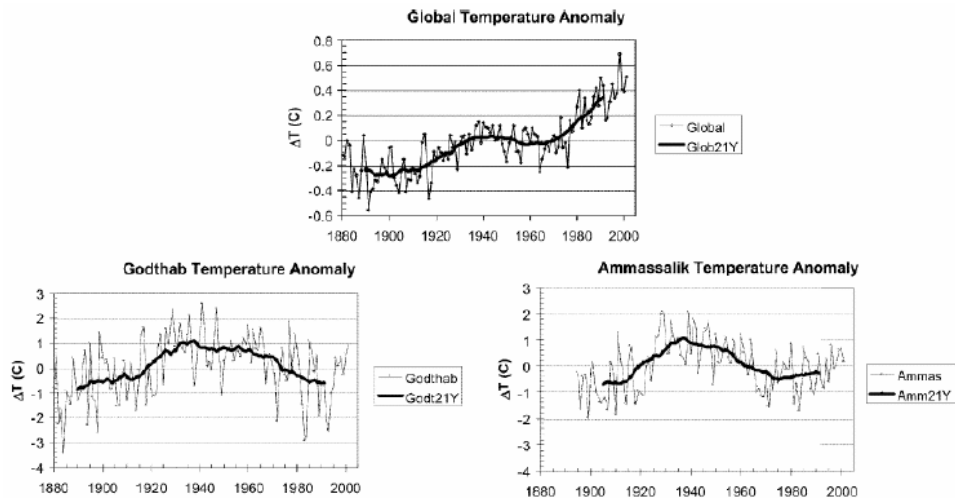 Global Temperature Anomaly
0.8
0.6
0.4
0.2
0
-0.2
-0.4
-0.6
ΔT (C)
1880 1900 1920 1940 1960 1980 2000
Global
Glob21Y
Godthab Temperature Anomaly
3
2
1
0
-1
-2
-3
-4
ΔT (C)
1880 1900 1920 1940 1960 1980 2000
Godthab
Godt21Y
Ammassalik Temperature Anomaly
3
2
1
0
-1
-2
-3
-4
ΔT (C)
1880 1900 1920 1940 1960 1980 2000
Ammas
Amm21Y